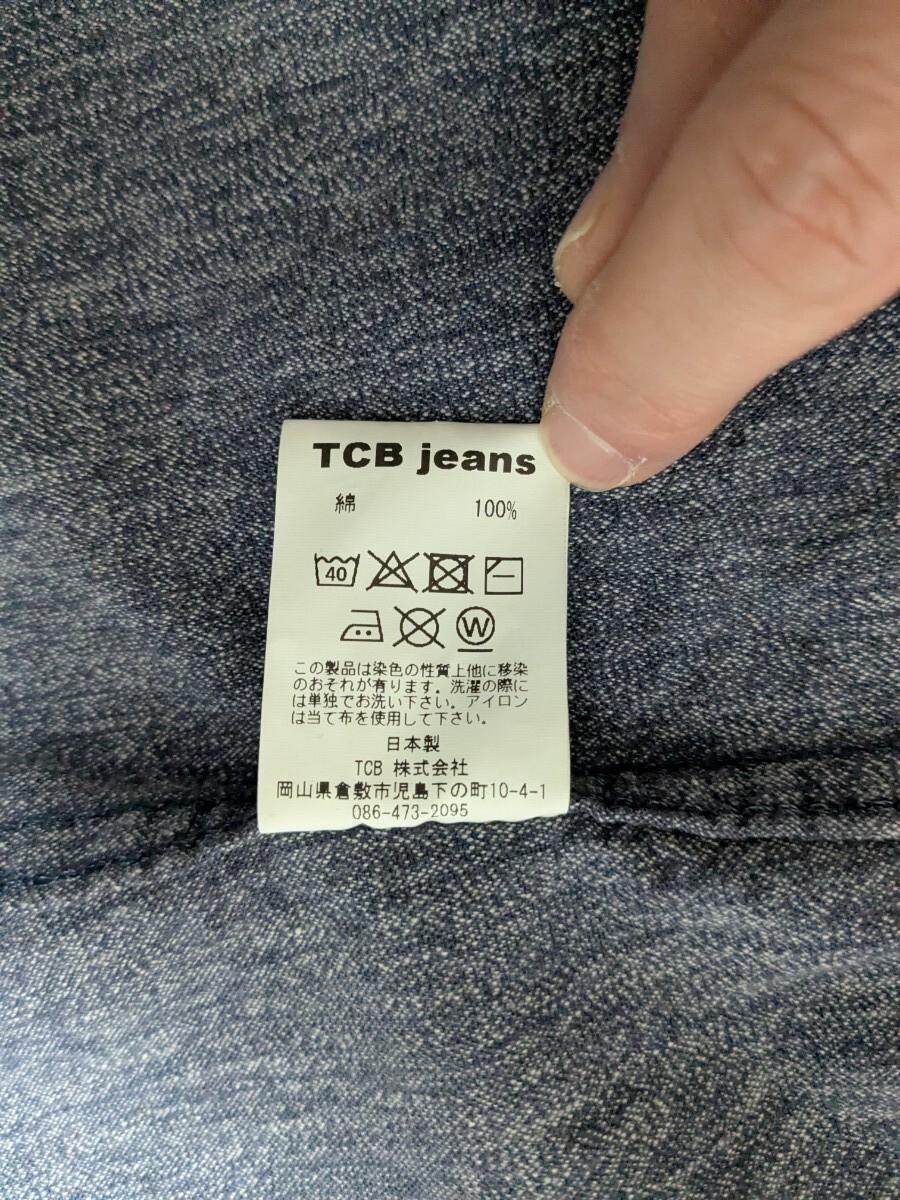 TCB jeans
綿 100%
40
W
この製品は染色の性質上他に移染
のおそれが有ります。洗濯の際に
は単独でお洗い下さい。アイロン
は当て布を使用して下さい。
日本製
TCB 株式会社
岡山県倉敷市児島下の町10-4-1
086-473-2095